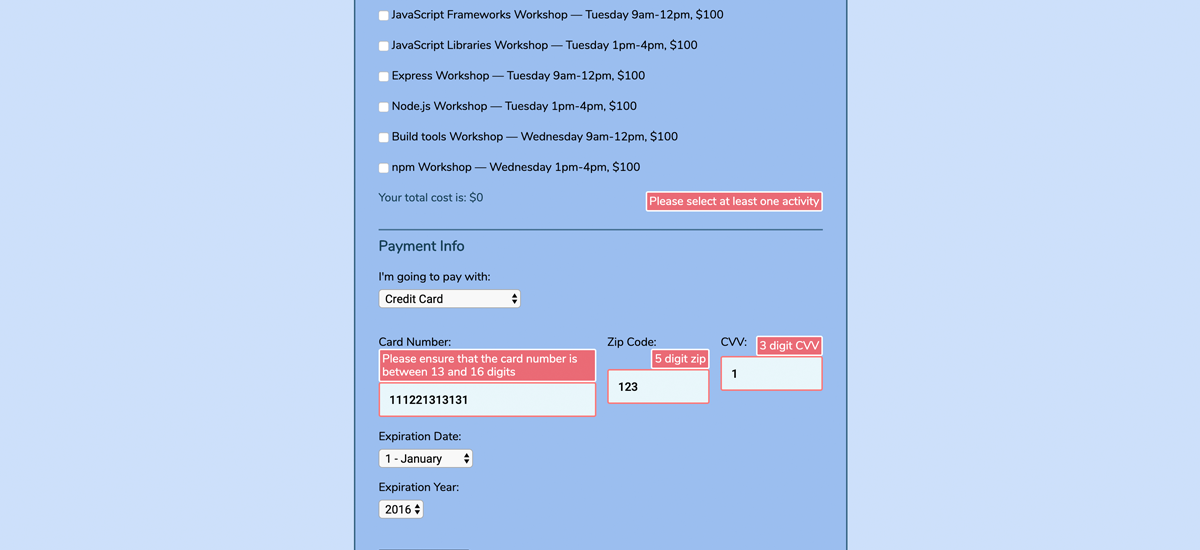 JavaScript Frameworks Workshop — Tuesday 9am-12pm, $100
JavaScript Libraries Workshop — Tuesday 1pm-4pm, $100
Express Workshop — Tuesday 9am-12pm, $100
Node.js Workshop — Tuesday 1pm-4pm, $100
Build tools Workshop — Wednesday 9am-12pm, $100
npm Workshop — Wednesday 1pm-4pm, $100
Your total cost is: $0
Please select at least one activity
Payment Info
I'm going to pay with:
Credit Card
Card Number:
Please ensure that the card number is
between 13 and 16 digits
111221313131
Zip Code:
5 digit zip
123
CVV:
3 digit CVV
1
Expiration Date:
1 - January
Expiration Year:
2016